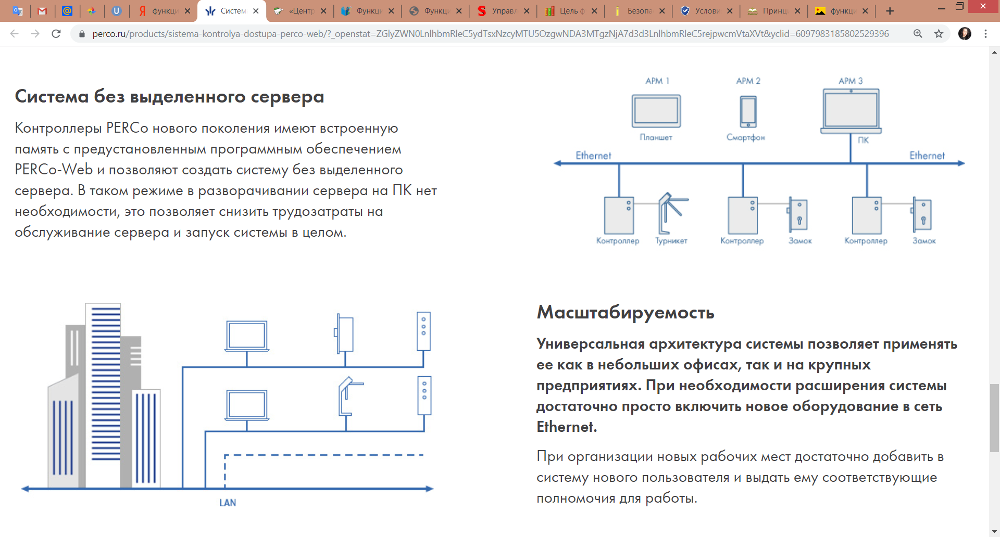 функци
Систем
«Центр
Функци
Функци
Управл
Цель ф
Безопа
Услови
Принц
функци
perco.ru/products/sistema-kontrolya-dostupa-perco-web/?_openstat=ZGlyZWN0LnlhbmRleC5ydTsxNzcyMTU5OzgwNDA3MTgzNjA7d3d3LnlhbmRleC5rejpwcmVtaXVt&yclid=6097983185802529396
Система без выделенного сервера
Контроллеры PERCo нового поколения имеют встроенную
память с предустановленным программным обеспечением
PERCo-Web и позволяют создать систему без выделенного
сервера. В таком режиме в разворачивании сервера на ПК нет
необходимости, это позволяет снизить трудозатраты на
обслуживание сервера и запуск системы в целом.
АРМ 1
АРМ 2
АРМ 3
Планшет
Смартфон
ПК
Ethernet
Ethernet
Контроллер
Турникет
Контроллер
Замок
Контроллер
Замок
LAN
Масштабируемость
Универсальная архитектура системы позволяет применять
ее как в небольших офисах, так и на крупных
предприятиях. При необходимости расширения системы
достаточно просто включить новое оборудование в сеть
Ethernet.
При организации новых рабочих мест достаточно добавить в
систему нового пользователя и выдать ему соответствующие
полномочия для работы.